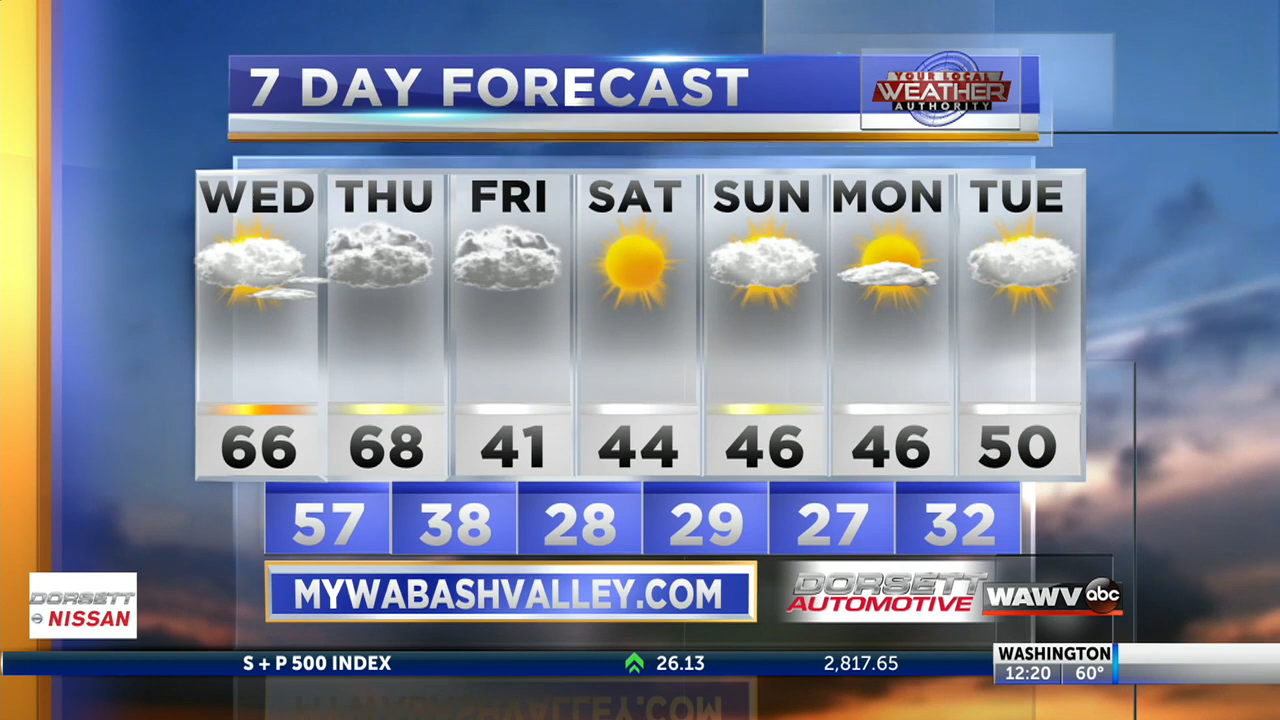 7 DAY FORECAST
YOUR LOCAL
WEATHER
AUTHORITY
WED THU FRI SAT SUN MON TUE
66 68 41 44 46 46 50
57 38 28 29 27 32
MYWABASHVALLEY.COM
DORSETT
AUTOMOTIVE
WAWV abc
DORSETT
NISSAN
S + P 500 INDEX 26.13 2,817.65
WASHINGTON
12:20 60°